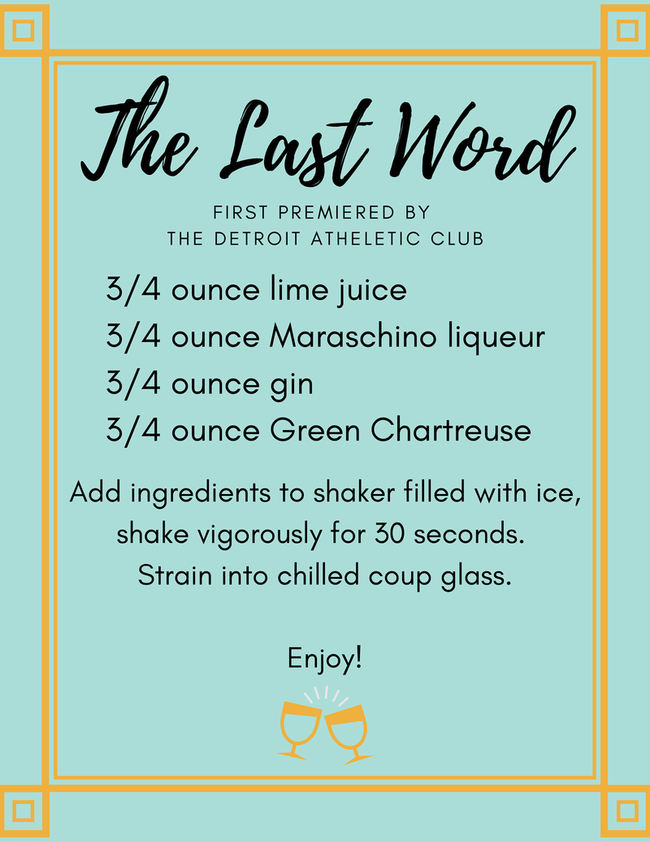 The Last Word
FIRST PREMIERED BY
THE DETROIT ATHELETIC CLUB
3/4 ounce lime juice
3/4 ounce Maraschino liqueur
3/4 ounce gin
3/4 ounce Green Chartreuse
Add ingredients to shaker filled with ice,
shake vigorously for 30 seconds.
Strain into chilled coup glass.
Enjoy!